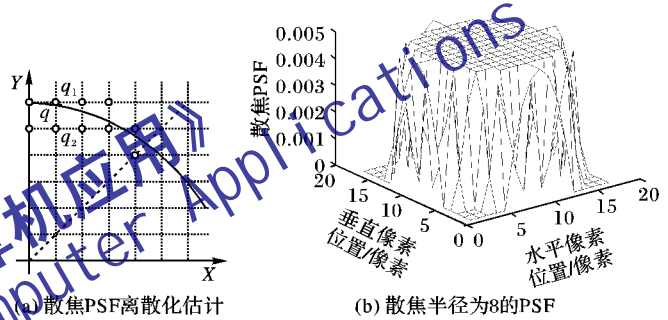 Y
q₁
q
q₂
X
(a) 散焦PSF离散化估计
散焦PSF
0.005
0.004
0.003
0.002
0.001
0
20
15
10
5
0
0
5
10
15
20
垂直像素
位置/像素
水平像素
位置/像素
(b) 散焦半径为8的PSF
机应用》
mputer Applications